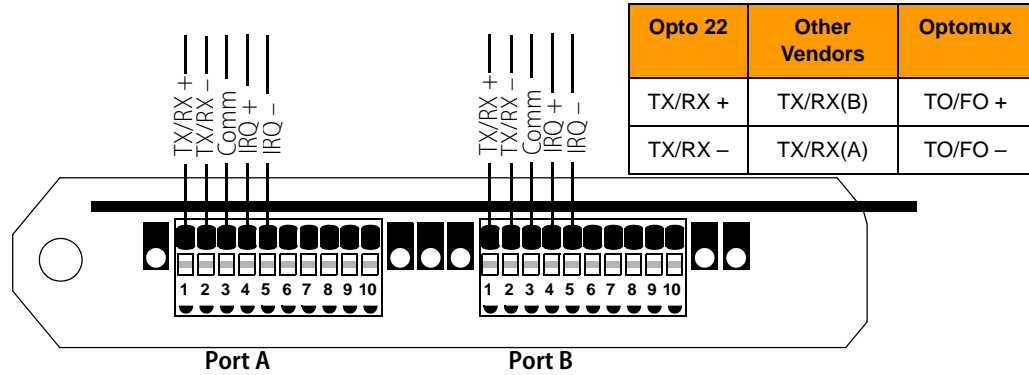 Opto 22 Other Vendors Optomux
TX/RX + TX/RX(B) TO/FO +
TX/RX – TX/RX(A) TO/FO –
TX/RX +
TX/RX –
Comm
IRQ +
IRQ –
TX/RX +
TX/RX –
Comm
IRQ +
IRQ –
1 2 3 4 5 6 7 8 9 10
1 2 3 4 5 6 7 8 9 10
Port A
Port B